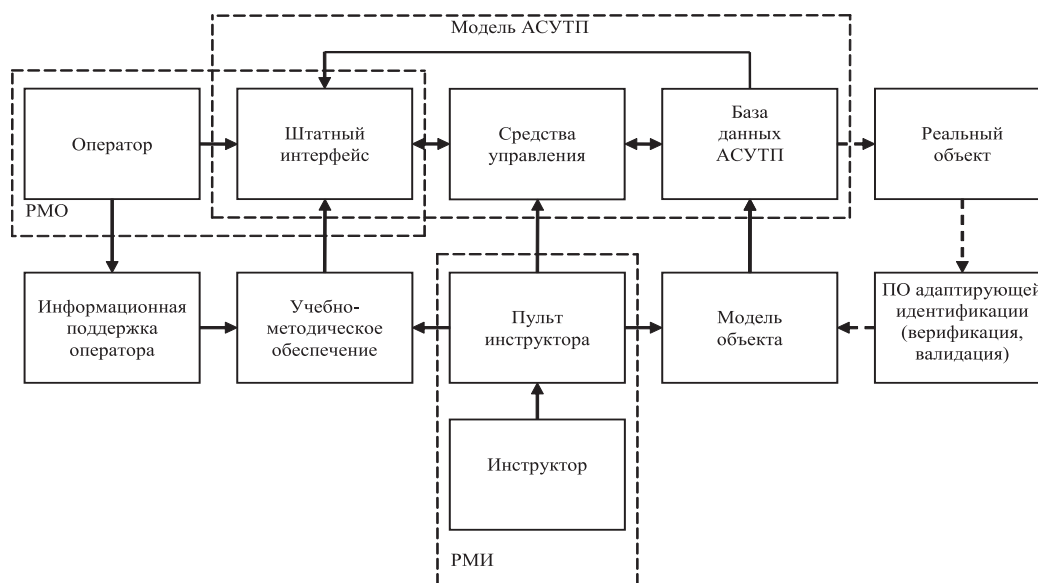 Модель АСУТП
Оператор
Штатный
интерфейс
Средства
управления
База
данных
АСУТП
Реальный
объект
РМО
Информационная
поддержка
оператора
Учебно-
методическое
обеспечение
Пульт
инструктора
Модель
объекта
ПО адаптирующей
идентификации
(верификация,
валидация)
Инструктор
РМИ